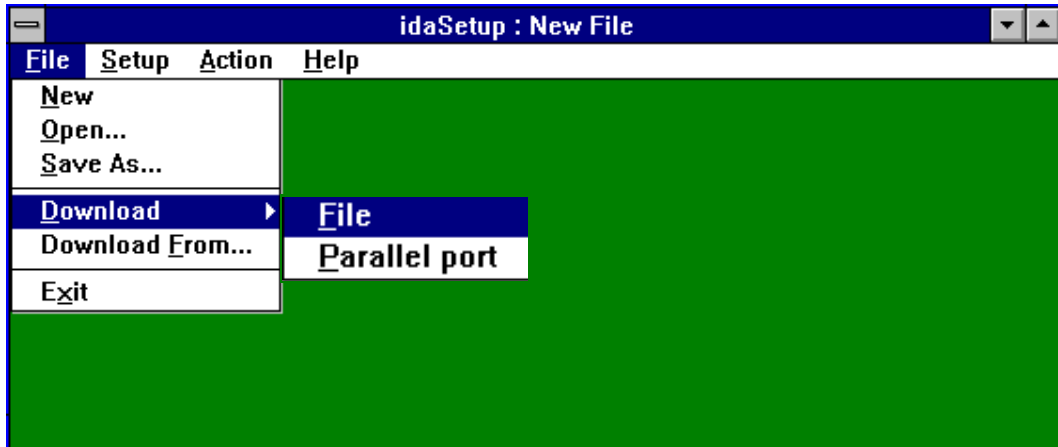 idaSetup : New File
File Setup Action Help
New
Open...
Save As...
Download
File
Download From...
Parallel port
Exit